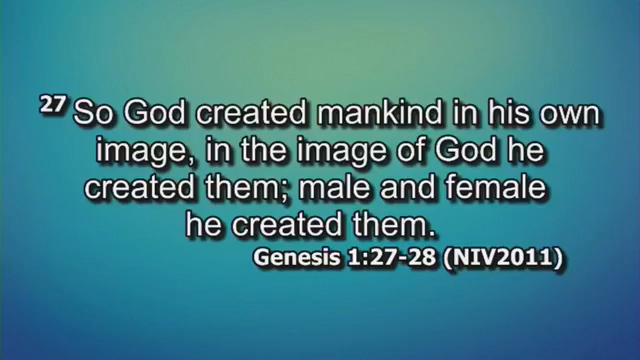 27 So God created mankind in his own
image, in the image of God he
created them; male and female
he created them.
Genesis 1:27-28 (NIV2011)